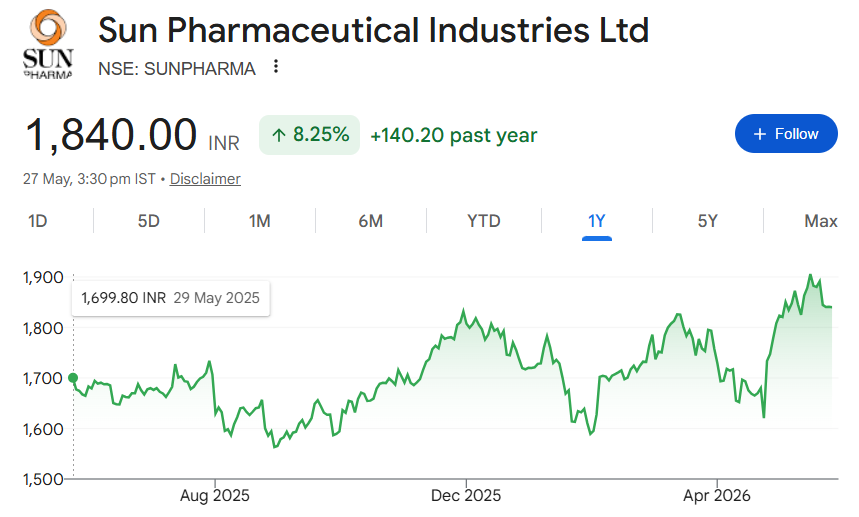 Sun Pharmaceutical Industries Ltd
SUN
PHARMA
NSE: SUNPHARMA
1,840.00 INR ↑ 8.25% +140.20 past year
+ Follow
27 May, 3:30 pm IST • Disclaimer
1D 5D 1M 6M YTD 1Y 5Y Max
1,900
1,699.80 INR 29 May 2025
1,800
1,700
1,600
1,500
Aug 2025 Dec 2025 Apr 2026